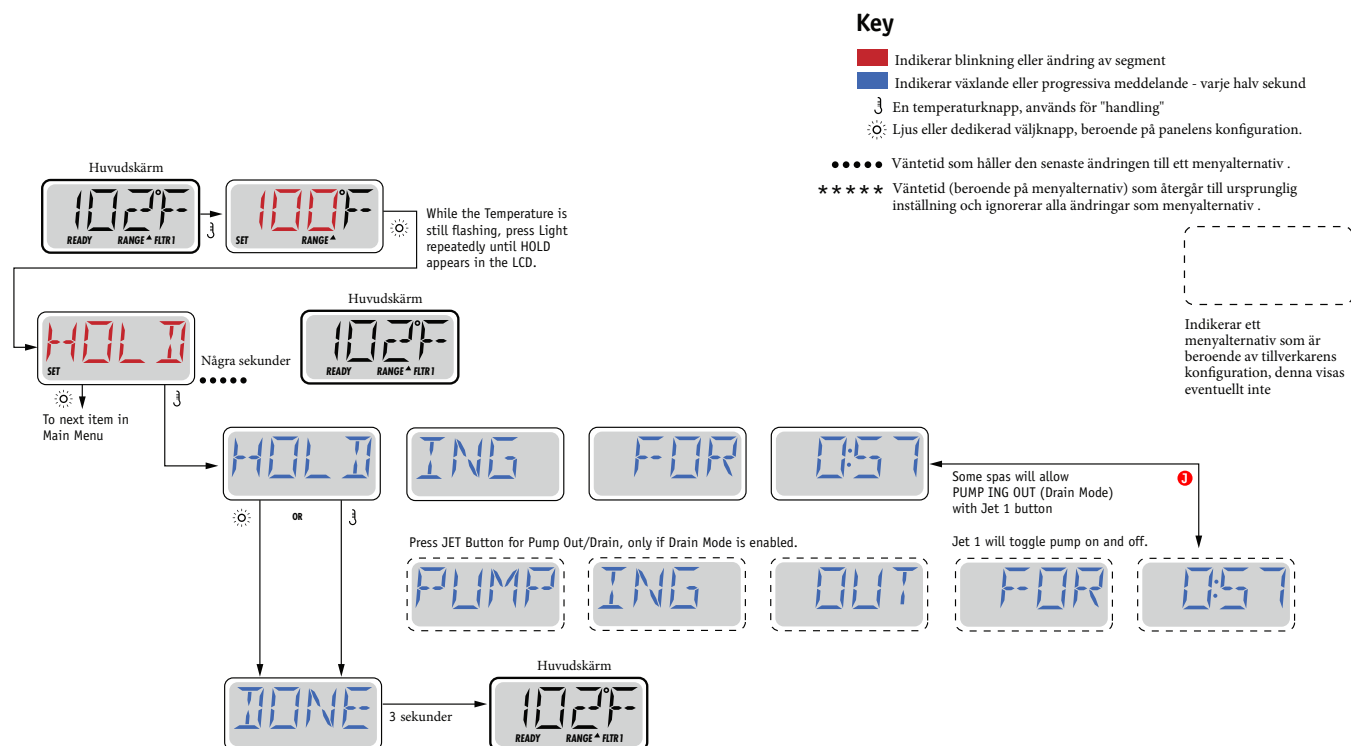 Key
Indikerar blinkning eller ändring av segment
Indikerar växlande eller progressiva meddelande - varje halv sekund
En temperaturknapp, används för "handling"
Ljus eller dedikerad väljknapp, beroende på panelens konfiguration.
Väntetid som håller den senaste ändringen till ett menyalternativ .
***** Väntetid (beroende på menyalternativ) som återgår till ursprunglig
inställning och ignorerar alla ändringar som menyalternativ .
Indikerar ett
menyalternativ som är
beroende av tillverkarens
konfiguration, denna visas
eventuellt inte
Huvudskärm
102°F
READY RANGE FLTR1
100°F
SET RANGE
While the Temperature is
still flashing, press Light
repeatedly until HOLD
appears in the LCD.
HOLD
SET
Några sekunder
Huvudskärm
102°F
READY RANGE FLTR1
To next item in
Main Menu
HOLD
ING
FOR
0:57
Some spas will allow
PUMP ING OUT (Drain Mode)
with Jet 1 button
J
OR
Press JET Button for Pump Out/Drain, only if Drain Mode is enabled.
Jet 1 will toggle pump on and off.
PUMP
ING
OUT
FOR
0:57
DONE
3 sekunder
Huvudskärm
102°F
READY RANGE FLTR1